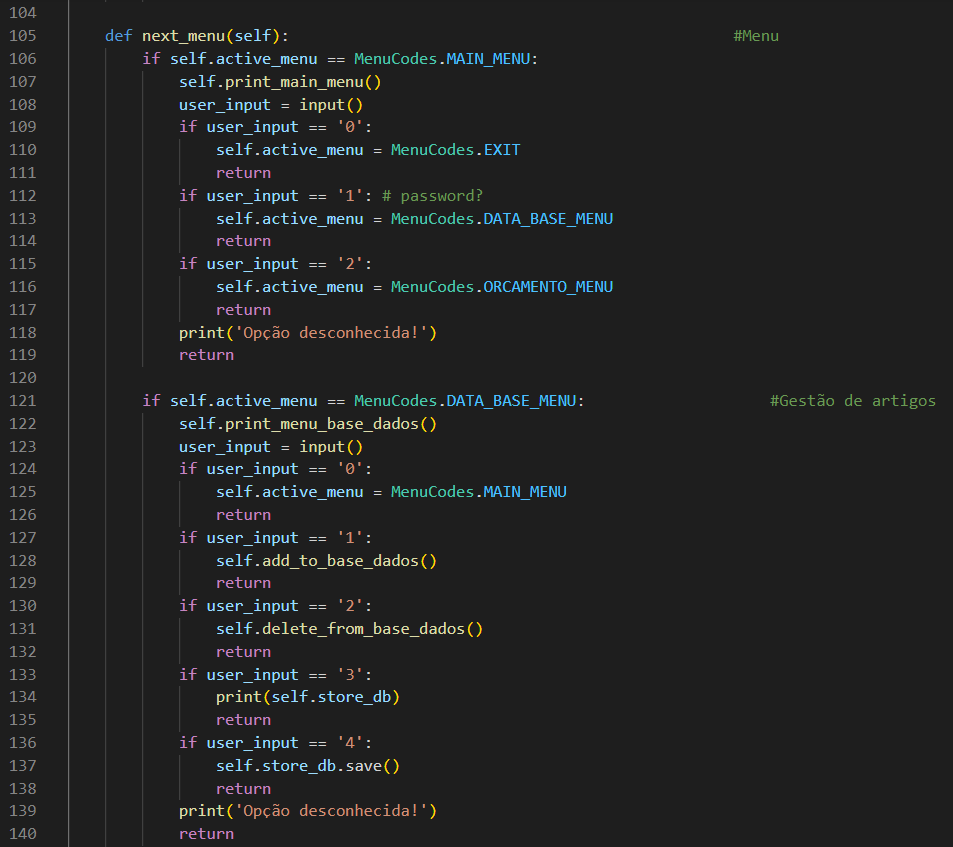 104
105 def next_menu(self): #Menu
106 if self.active_menu == MenuCodes.MAIN_MENU:
107 self.print_main_menu()
108 user_input = input()
109 if user_input == '0':
110 self.active_menu = MenuCodes.EXIT
111 return
112 if user_input == '1': # password?
113 self.active_menu = MenuCodes.DATA_BASE_MENU
114 return
115 if user_input == '2':
116 self.active_menu = MenuCodes.ORCAMENTO_MENU
117 return
118 print('Opção desconhecida!')
119 return
120
121 if self.active_menu == MenuCodes.DATA_BASE_MENU: #Gestão de artigos
122 self.print_menu_base_dados()
123 user_input = input()
124 if user_input == '0':
125 self.active_menu = MenuCodes.MAIN_MENU
126 return
127 if user_input == '1':
128 self.add_to_base_dados()
129 return
130 if user_input == '2':
131 self.delete_from_base_dados()
132 return
133 if user_input == '3':
134 print(self.store_db)
135 return
136 if user_input == '4':
137 self.store_db.save()
138 return
139 print('Opção desconhecida!')
140 return